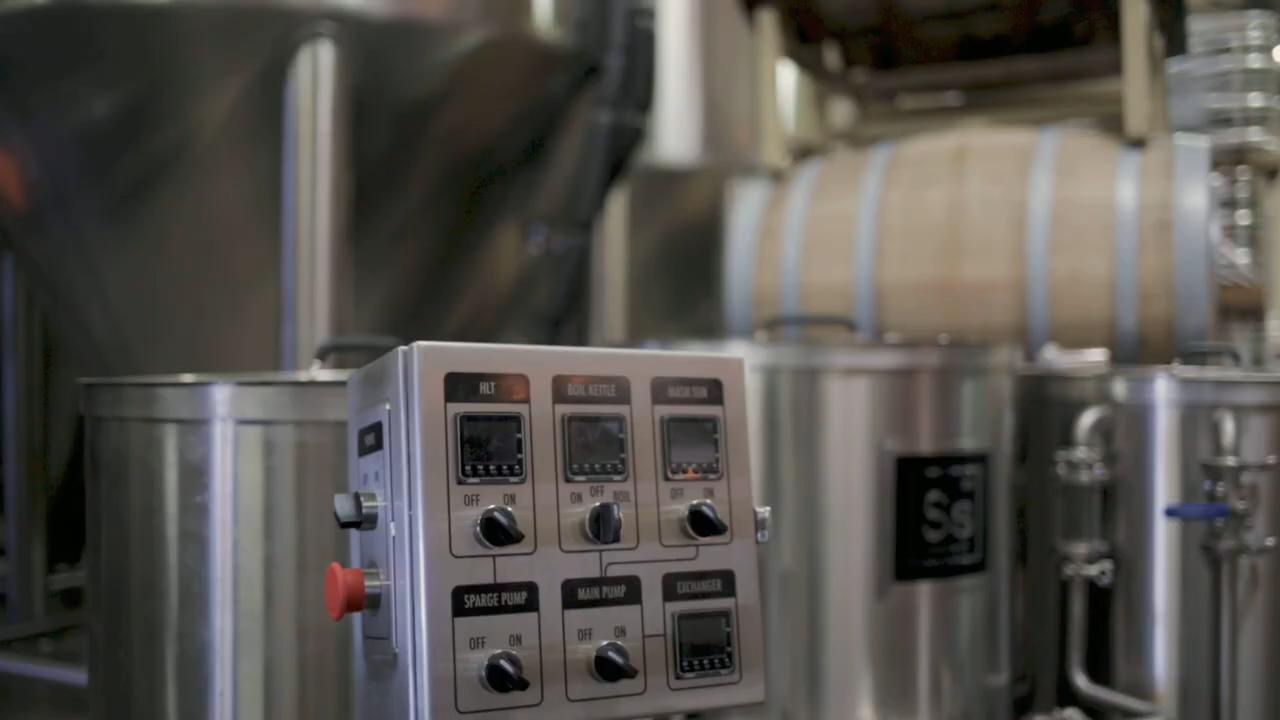 HLT
BOIL KETTLE
MASH TUN
OFF ON
ON OFF BOIL
OFF ON
SPARGE PUMP
MAIN PUMP
EXCHANGER
OFF ON
OFF ON
Ss